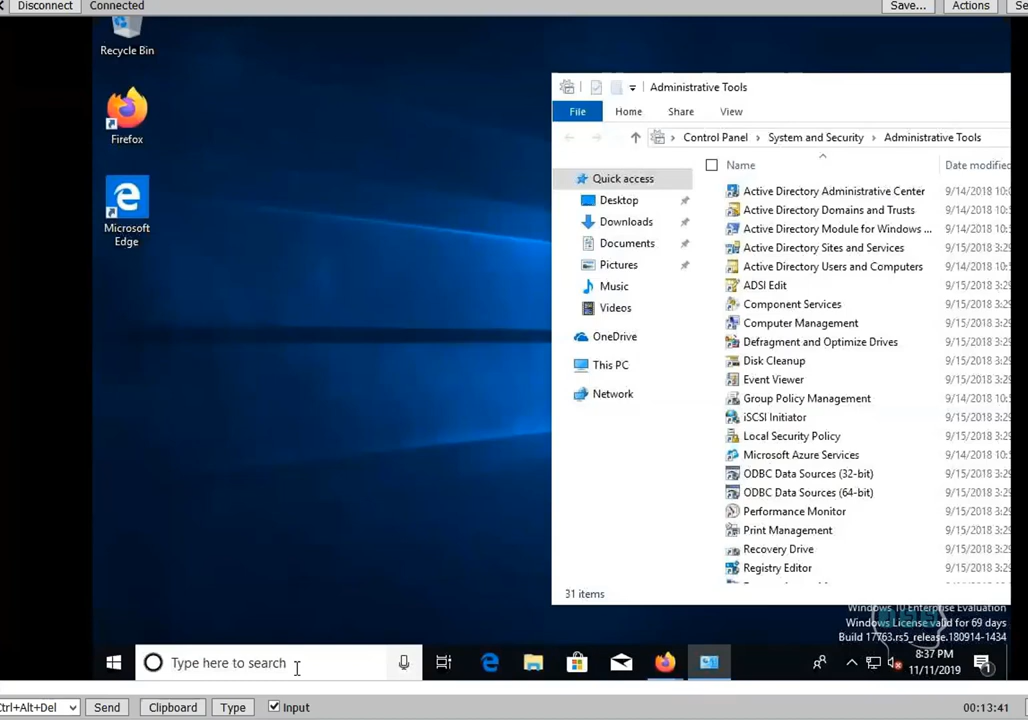 Disconnect Connected Save... Actions
Recycle Bin
Firefox
Microsoft
Edge
Administrative Tools
File Home Share View
Control Panel > System and Security > Administrative Tools
Name Date modified
Quick access
Desktop
Downloads
Documents
Pictures
Music
Videos
OneDrive
This PC
Network
Active Directory Administrative Center 9/14/2018 10:
Active Directory Domains and Trusts 9/14/2018 10:
Active Directory Module for Windows ... 9/14/2018 10:
Active Directory Sites and Services 9/15/2018 3:29
Active Directory Users and Computers 9/14/2018 10:
ADSI Edit 9/15/2018 3:29
Component Services 9/15/2018 3:29
Computer Management 9/15/2018 3:29
Defragment and Optimize Drives 9/15/2018 3:29
Disk Cleanup 9/15/2018 3:29
Event Viewer 9/15/2018 3:29
Group Policy Management 9/14/2018 10:
iSCSI Initiator 9/15/2018 3:29
Local Security Policy 9/15/2018 3:29
Microsoft Azure Services 9/14/2018 10:
ODBC Data Sources (32-bit) 9/15/2018 3:29
ODBC Data Sources (64-bit) 9/15/2018 3:29
Performance Monitor 9/15/2018 3:29
Print Management 9/15/2018 3:29
Recovery Drive 9/15/2018 3:29
Registry Editor 9/15/2018 3:29
31 items
Windows 10 Enterprise Evaluation
Windows License valid for 69 days
Build 17763.rs5_release.180914-1434
Type here to search
8:37 PM
11/11/2019
1
Ctrl+Alt+Del Send Clipboard Type Input 00:13:41